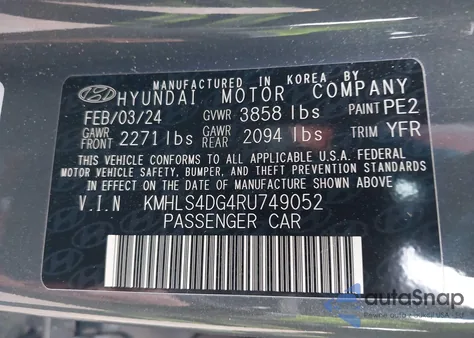 MANUFACTURED IN KOREA BY
HYUNDAI MOTOR COMPANY
FEB/03/24 GVWR 3858 lbs PAINT PE2
GAWR FRONT 2271 lbs GAWR REAR 2094 lbs TRIM YFR
THIS VEHICLE CONFORMS TO ALL APPLICABLE U.S.A. FEDERAL
MOTOR VEHICLE SAFETY, BUMPER, AND THEFT PREVENTION STANDARDS
IN EFFECT ON THE DATE OF MANUFACTURE SHOWN ABOVE.
V.I.N KMHLS4DG4RU749052
PASSENGER CAR
autoSnap